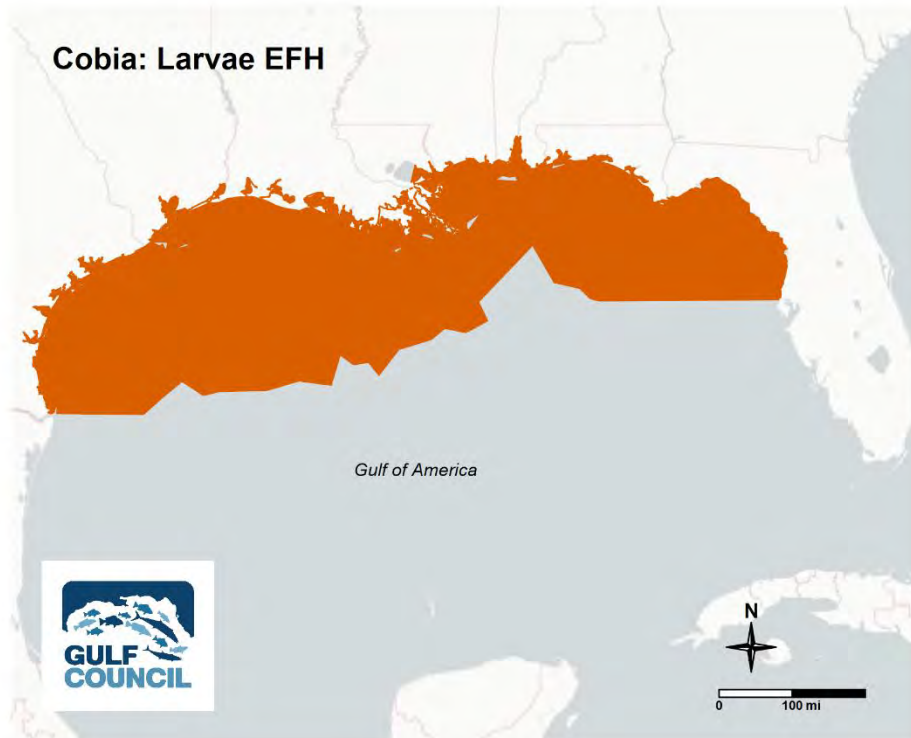 Cobia: Larvae EFH
Gulf of America
GULF
COUNCIL
N
0 100 mi